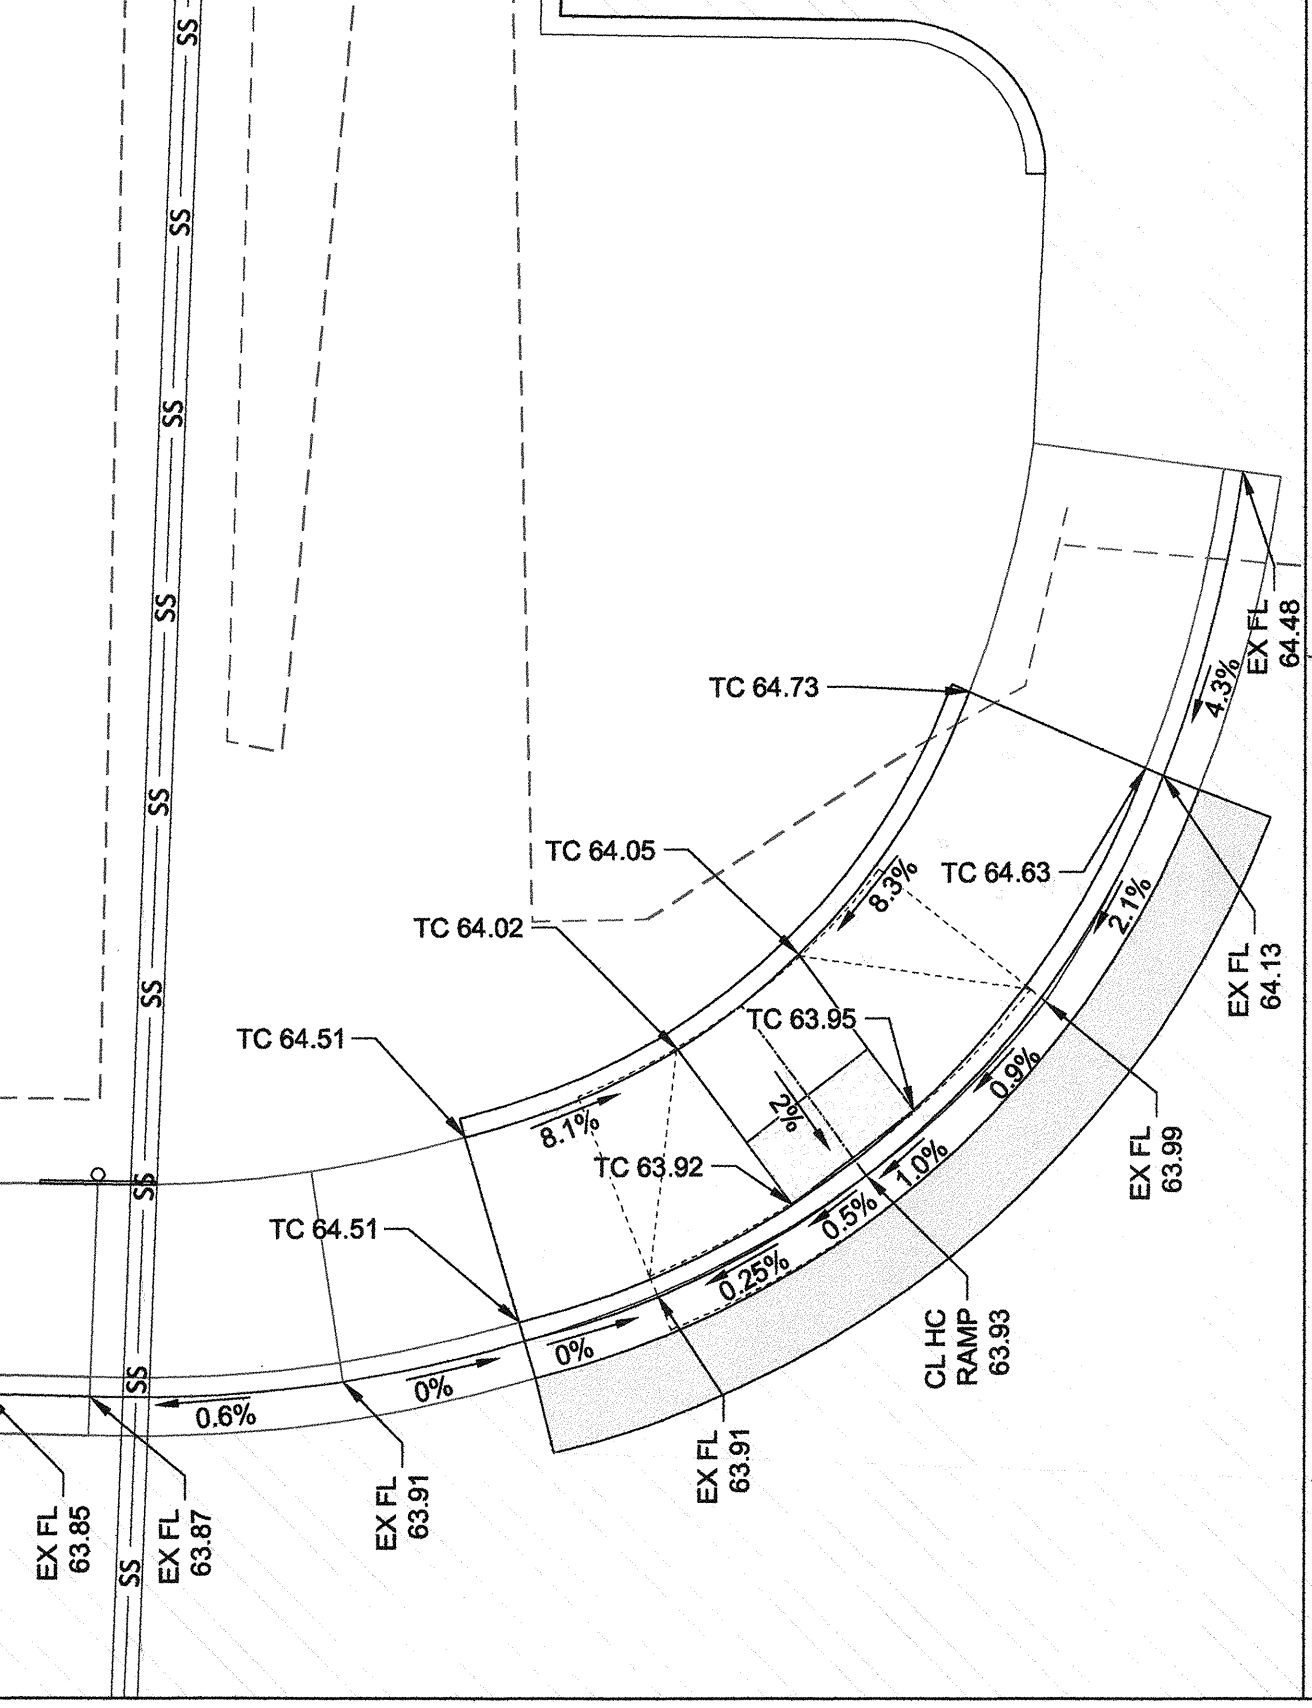 SS
SS
SS
SS
SS
SS
SS
SS
SS
TC 64.73
EX FL
64.48
4.3%
TC 64.05
TC 64.63
8.3%
2.1%
TC 64.02
EX FL
64.13
TC 64.51
TC 63.95
0.9%
8.1%
2%
TC 63.92
1.0%
EX FL
63.99
TC 64.51
0.5%
0.25%
0%
0%
0.6%
CL HC
RAMP
63.93
EX FL
63.91
EX FL
63.91
EX FL
63.85
EX FL
63.87